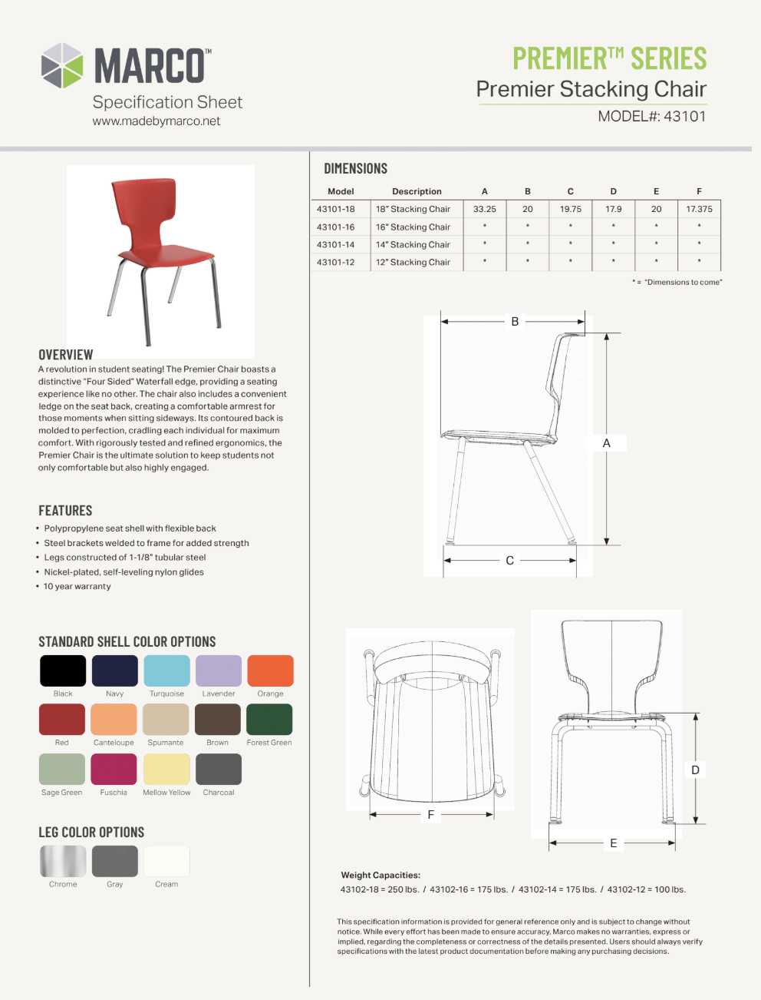 MARCO™
Specification Sheet
www.madebymarco.net
PREMIER™ SERIES
Premier Stacking Chair
MODEL#: 43101
OVERVIEW
A revolution in student seating! The Premier Chair boasts a
distinctive “Four Sided” Waterfall edge, providing a seating
experience like no other. The chair also includes a convenient
ledge on the seat back, creating a comfortable armrest for
those moments when sitting sideways. Its contoured back is
molded to perfection, cradling each individual for maximum
comfort. With rigorously tested and refined ergonomics, the
Premier Chair is the ultimate solution to keep students not
only comfortable but also highly engaged.
FEATURES
• Polypropylene seat shell with flexible back
• Steel brackets welded to frame for added strength
• Legs constructed of 1-1/8” tubular steel
• Nickel-plated, self-leveling nylon glides
• 10 year warranty
STANDARD SHELL COLOR OPTIONS
Black Navy Turquoise Lavender Orange
Red Canteloupe Spumante Brown Forest Green
Sage Green Fuschia Mellow Yellow Charcoal
LEG COLOR OPTIONS
Chrome Gray Cream
DIMENSIONS
Model Description A B C D E F
43101-18 18” Stacking Chair 33.25 20 19.75 17.9 20 17.375
43101-16 16” Stacking Chair * * * * * *
43101-14 14” Stacking Chair * * * * * *
43101-12 12” Stacking Chair * * * * * *
* = “Dimensions to come”
B
A
C
D
F
E
Weight Capacities:
43102-18 = 250 lbs. / 43102-16 = 175 lbs. / 43102-14 = 175 lbs. / 43102-12 = 100 lbs.
This specification information is provided for general reference only and is subject to change without
notice. While every effort has been made to ensure accuracy, Marco makes no warranties, express or
implied, regarding the completeness or correctness of the details presented. Users should always verify
specifications with the latest product documentation before making any purchasing decisions.